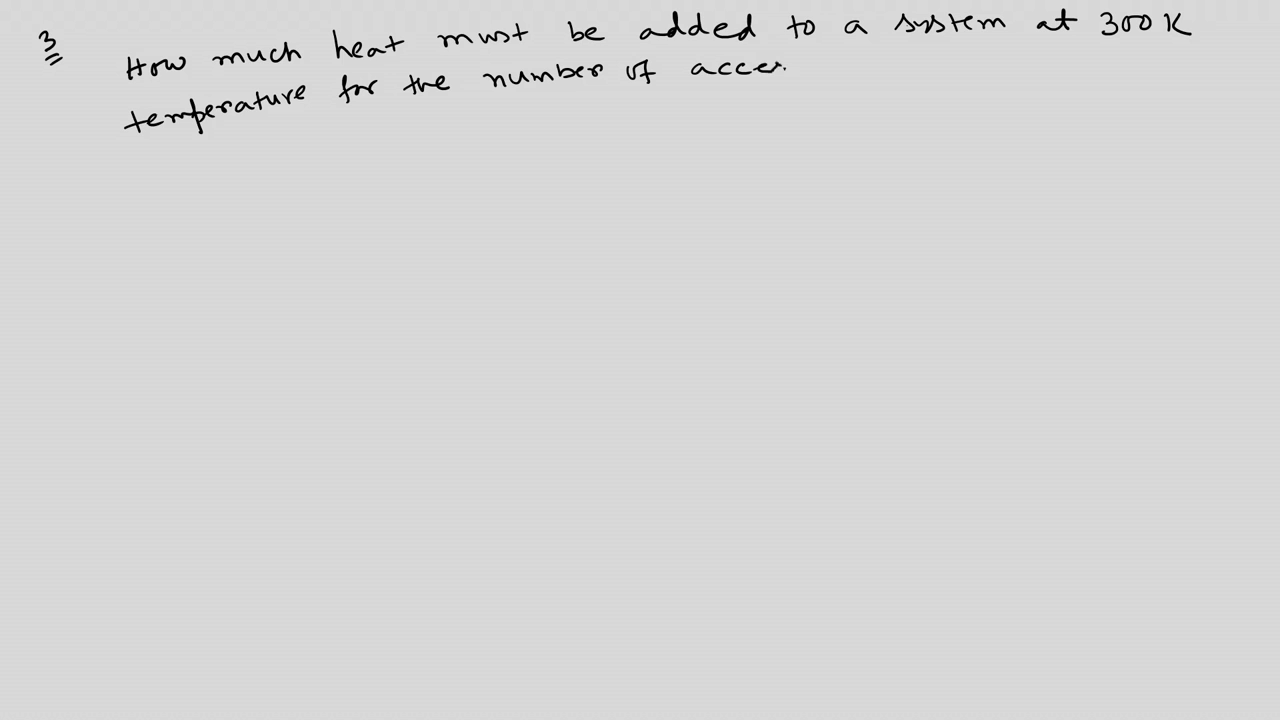 3
How much heat must be added to a system at 300 K
temperature for the number of acces